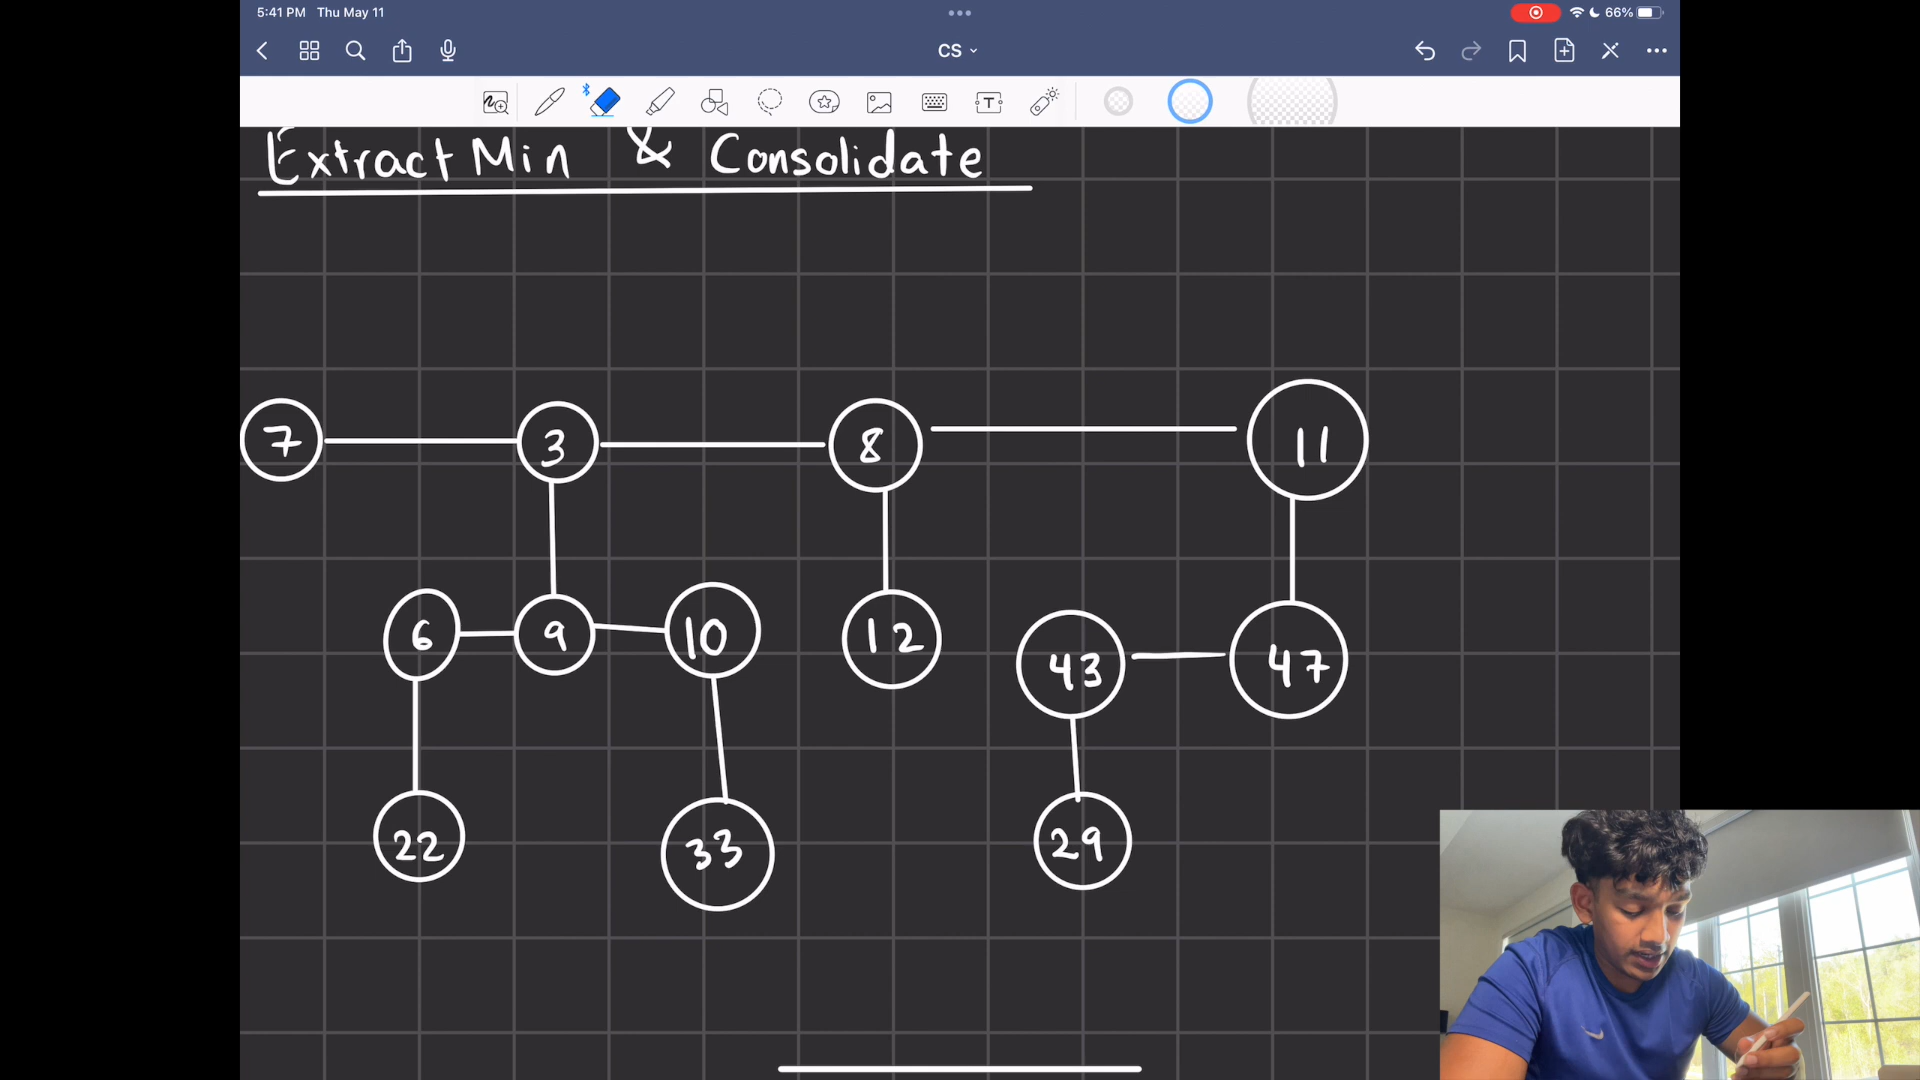 5:41 PM Thu May 11
66%
CS
T
Extract Min & Consolidate
7 3 8 11
6 9 10 12 43 47
22 33 29